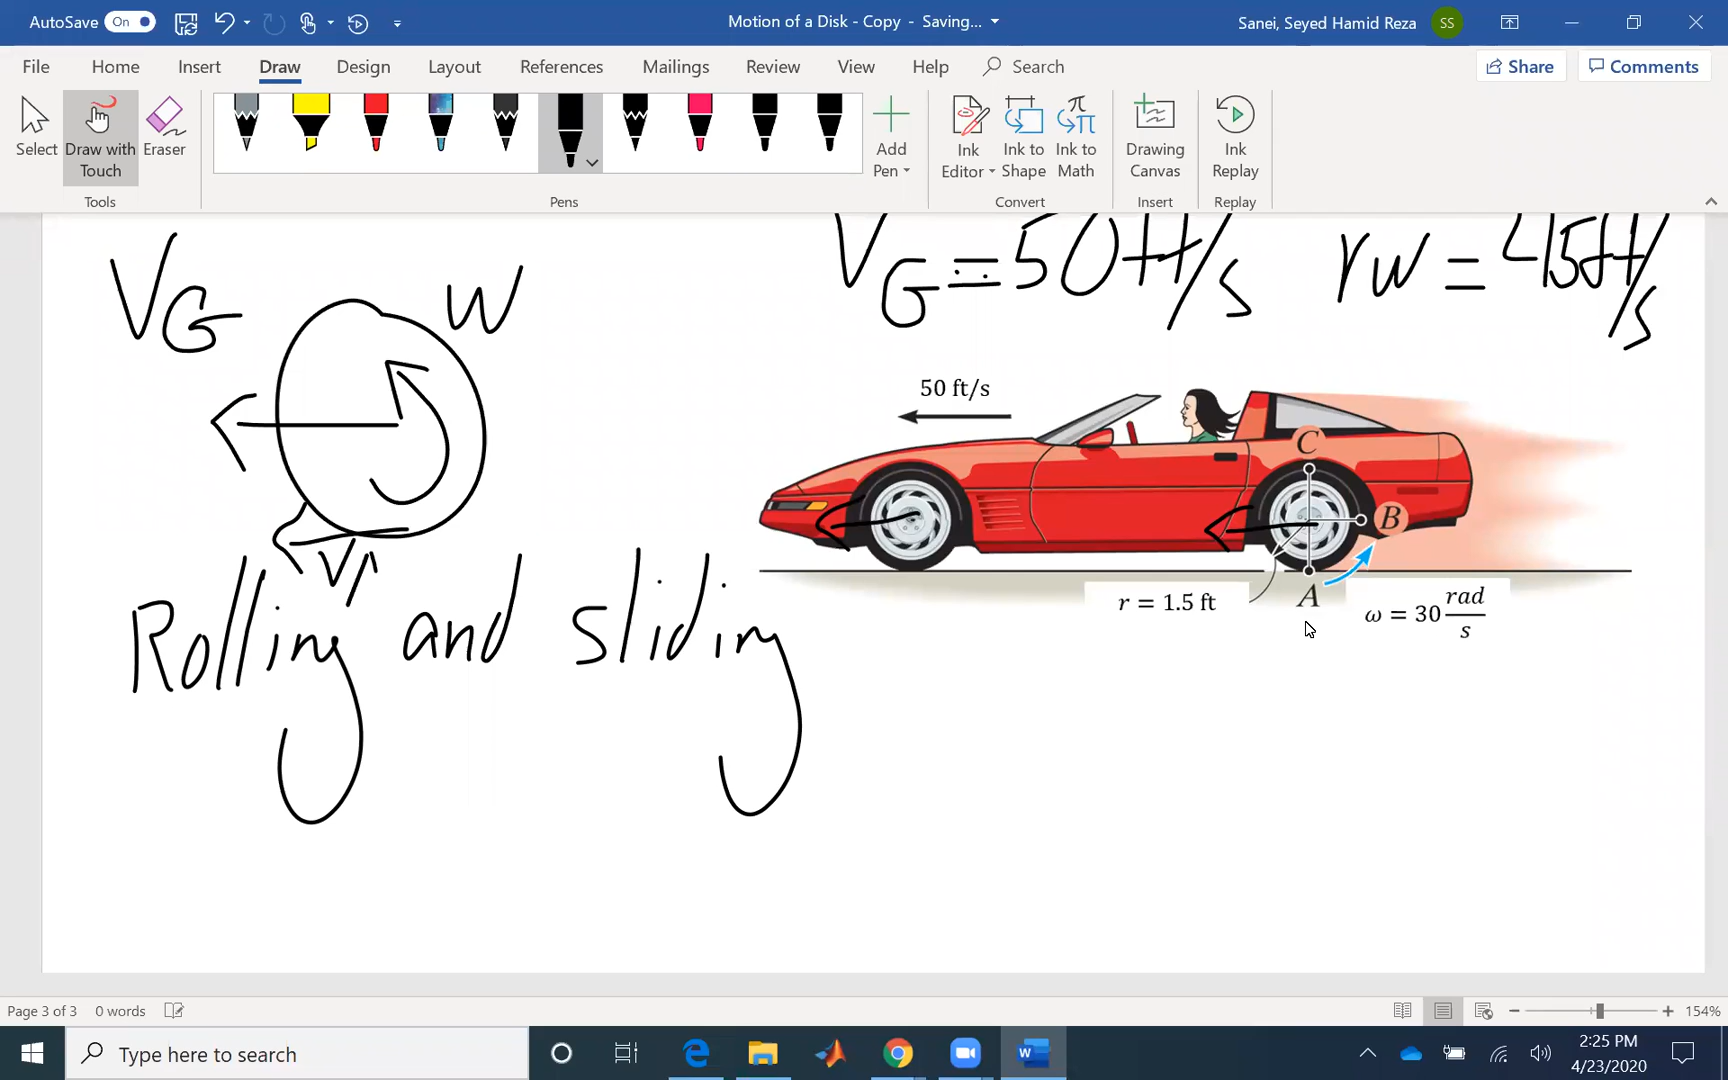 AutoSave On Motion of a Disk - Copy - Saving... Sanei, Seyed Hamid Reza SS
File Home Insert Draw Design Layout References Mailings Review View Help Search Share Comments
Select Draw with Touch Eraser Add Pen Ink Editor Ink to Shape Ink to Math Drawing Canvas Ink Replay
Tools Pens Convert Insert Replay
VG = 50ft/s rw = 45ft/s
VG W
50 ft/s
C
B
A
r = 1.5 ft
ω = 30 rad/s
Rolling and sliding
Page 3 of 3 0 words 154%
Type here to search
2:25 PM
4/23/2020